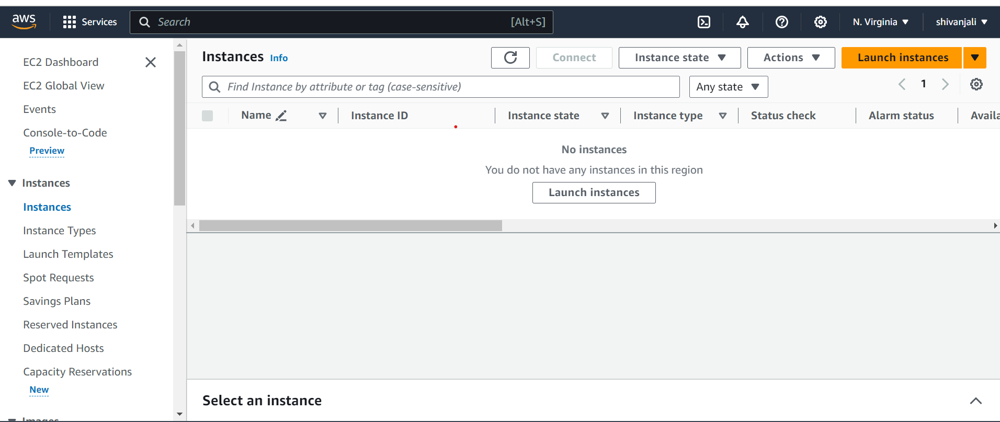 aws
Services
Search [Alt+S]
N. Virginia
shivanjali
EC2 Dashboard
EC2 Global View
Events
Console-to-Code
Preview
Instances
Instances
Instance Types
Launch Templates
Spot Requests
Savings Plans
Reserved Instances
Dedicated Hosts
Capacity Reservations
New
Images
Instances Info
Connect
Instance state
Actions
Launch instances
Find Instance by attribute or tag (case-sensitive)
Any state
1
Name Instance ID Instance state Instance type Status check Alarm status Availa
No instances
You do not have any instances in this region
Launch instances
Select an instance